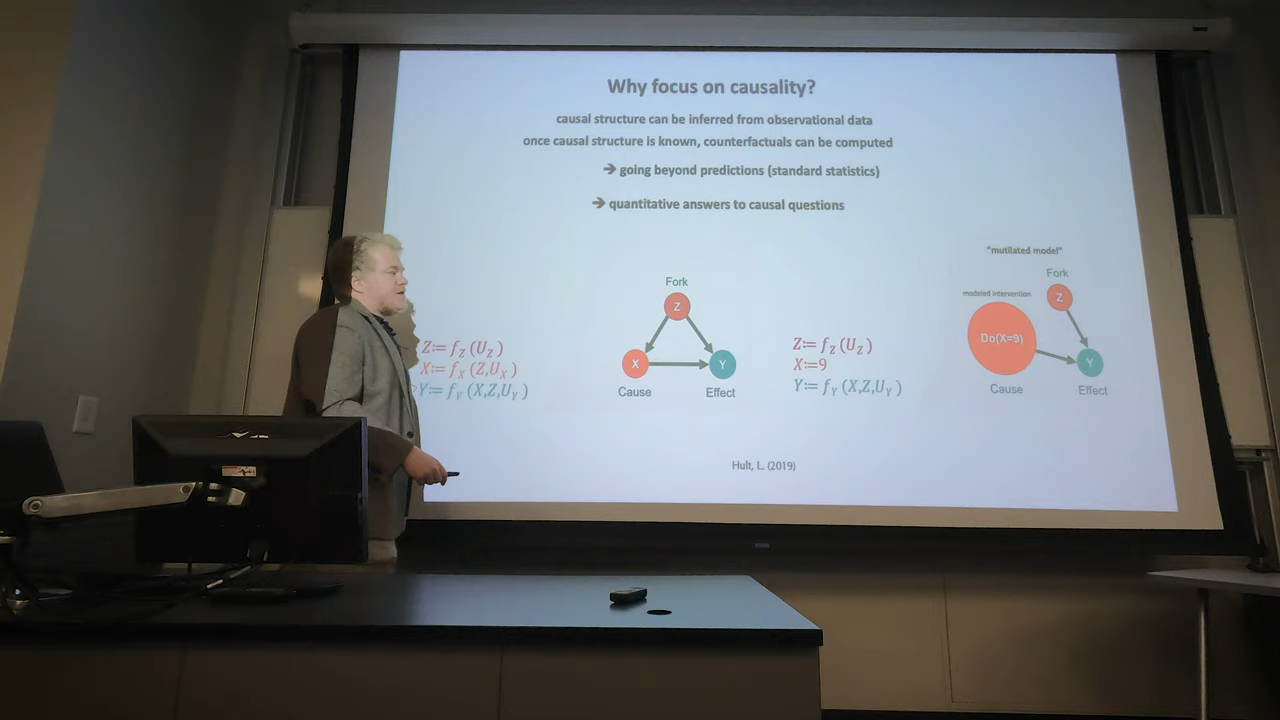 Why focus on causality?
causal structure can be inferred from observational data
once causal structure is known, counterfactuals can be computed
➔ going beyond predictions (standard statistics)
➔ quantitative answers to causal questions
"mutilated model"
Fork
modeled intervention
Z
Do(X=9)
Y
Cause
Effect
Fork
Z
X
Y
Cause
Effect
Z:= f_Z (U_Z)
X:= f_X (Z,U_X)
Y:= f_Y (X,Z,U_Y)
Z:= f_Z (U_Z)
X:=9
Y:= f_Y (X,Z,U_Y)
Hult, L. (2019)